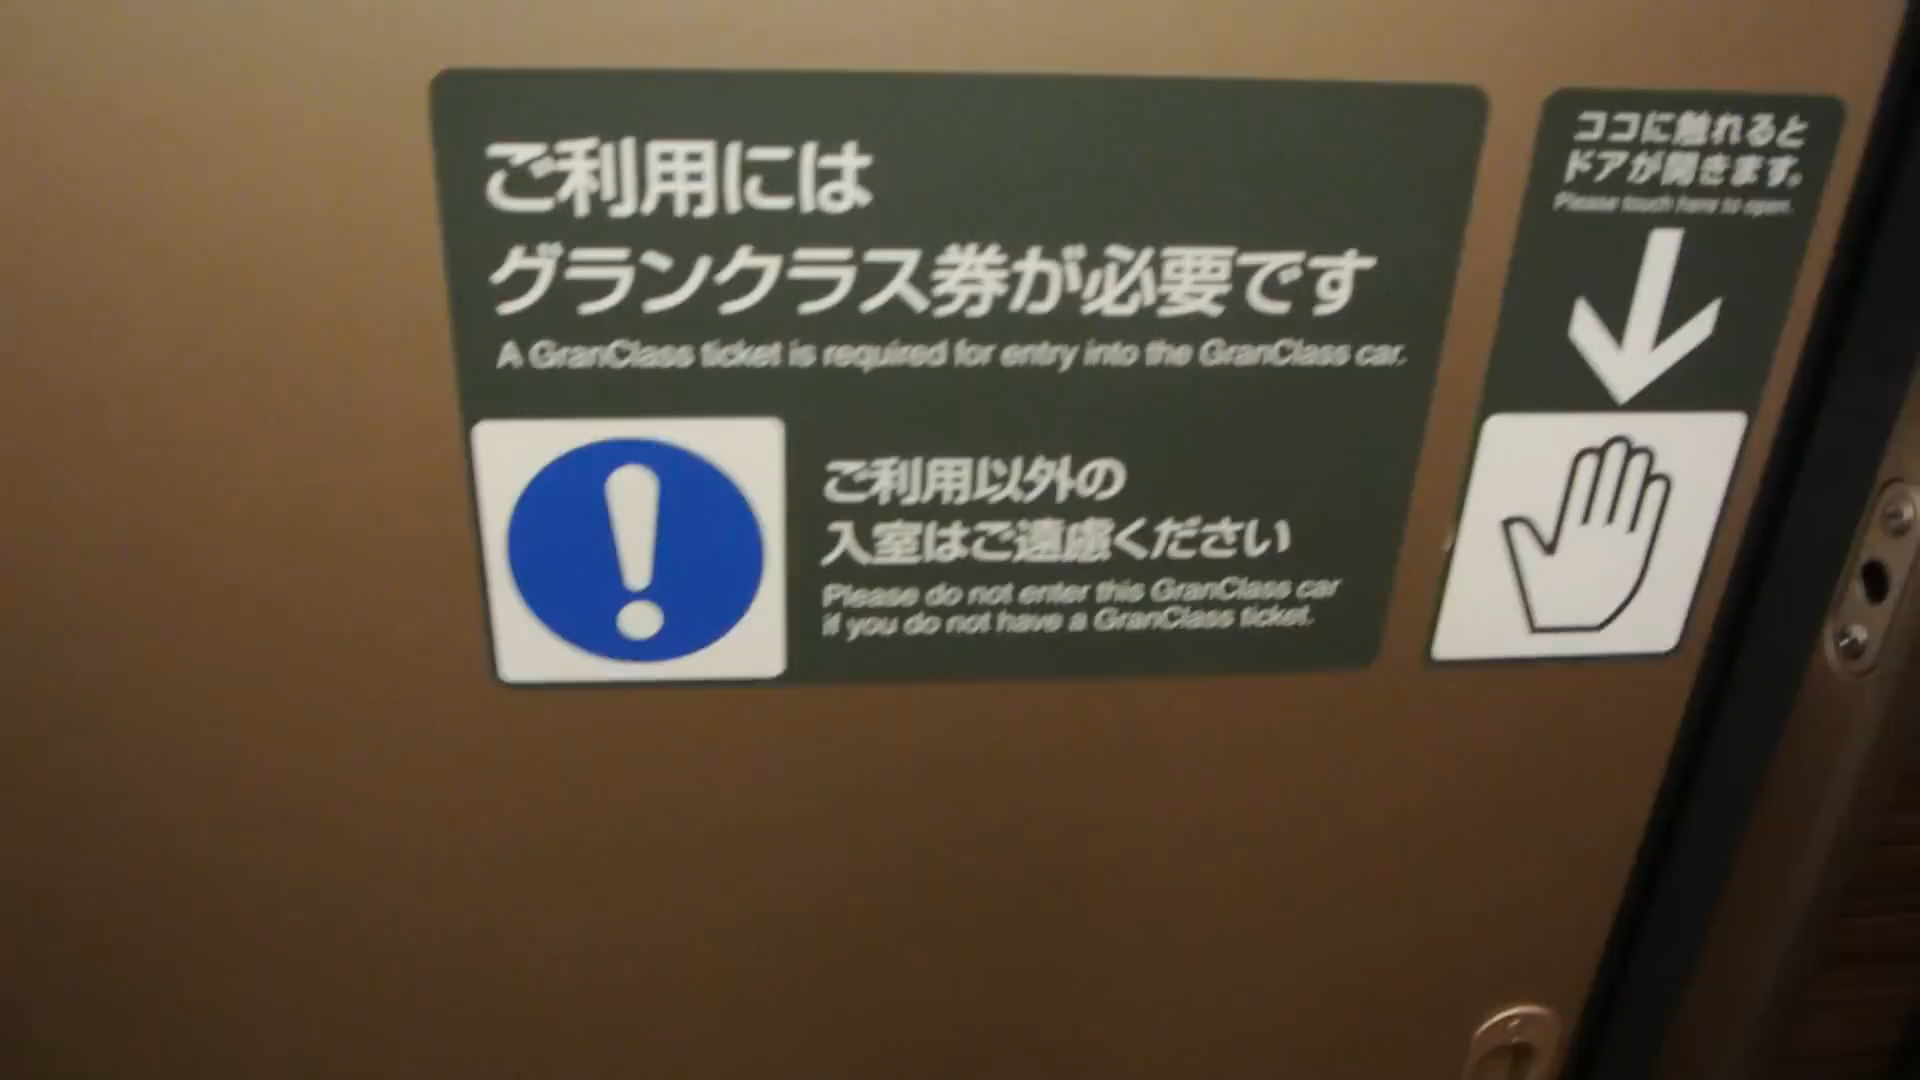 ご利用には
グランクラス券が必要です
A GranClass ticket is required for entry into the GranClass car.
ご利用以外の
入室はご遠慮ください
Please do not enter this GranClass car
if you do not have a GranClass ticket.
ココに触れると
ドアが開きます。
Please touch here to open.